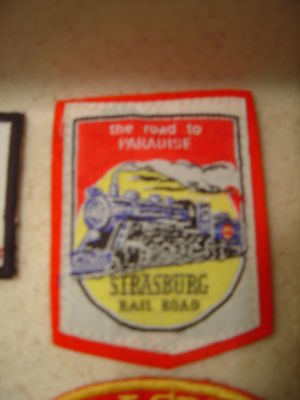 the road to
PARADISE
STRASBURG
RAIL ROAD